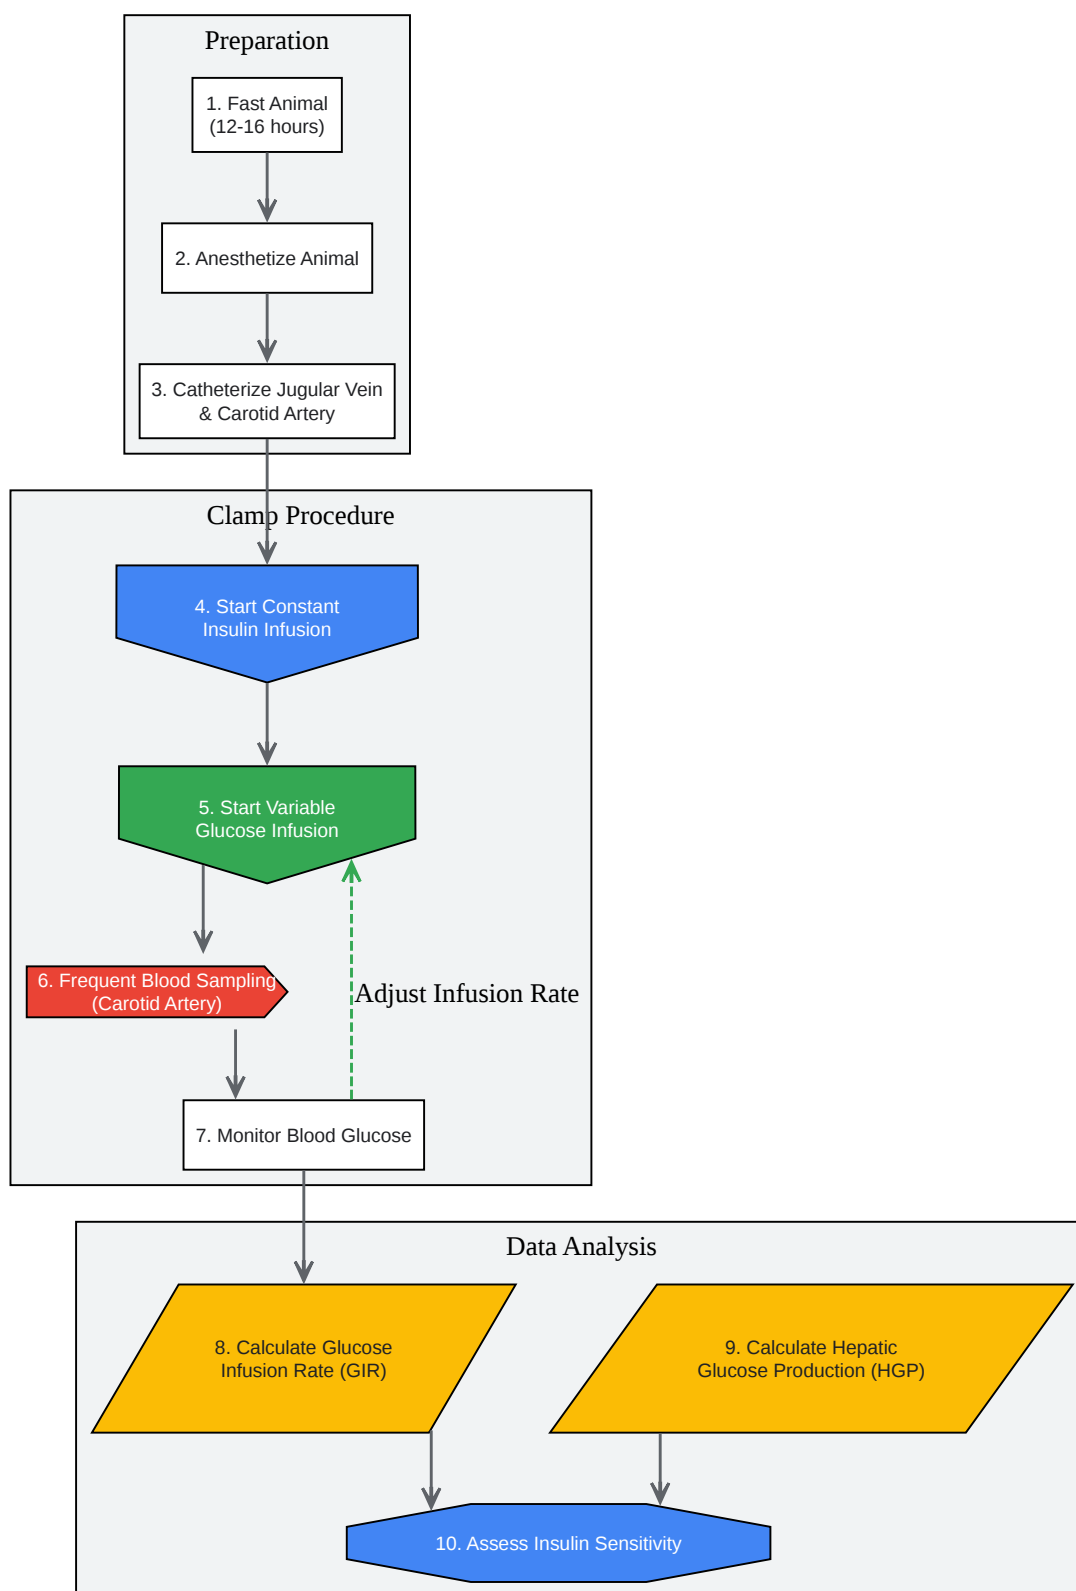 Preparation
1. Fast Animal
(12-16 hours)
2. Anesthetize Animal
3. Catheterize Jugular Vein
& Carotid Artery
Clamp Procedure
4. Start Constant
Insulin Infusion
5. Start Variable
Glucose Infusion
6. Frequent Blood Sampling
(Carotid Artery)
Adjust Infusion Rate
7. Monitor Blood Glucose
Data Analysis
8. Calculate Glucose
Infusion Rate (GIR)
9. Calculate Hepatic
Glucose Production (HGP)
10. Assess Insulin Sensitivity